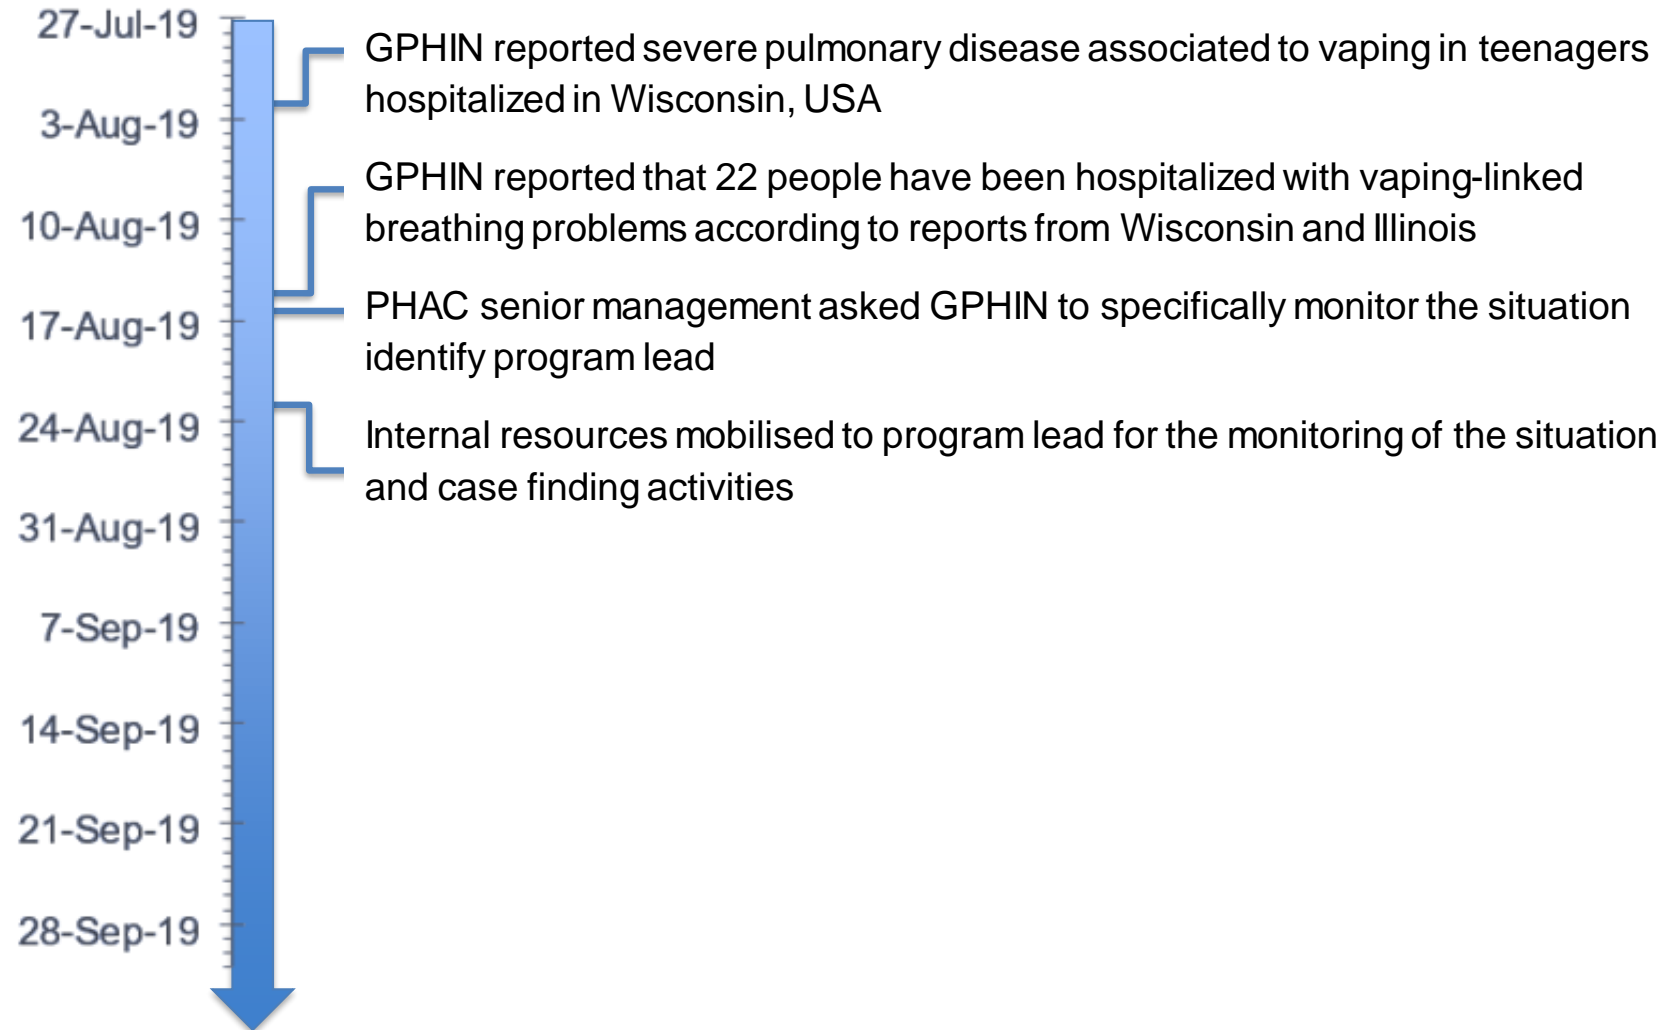 27-Jul-19
GPHIN reported severe pulmonary disease associated to vaping in teenagers
hospitalized in Wisconsin, USA
3-Aug-19
GPHIN reported that 22 people have been hospitalized with vaping-linked
10-Aug-19
breathing problems according to reports from Wisconsin and Illinois
PHAC senior management asked GPHIN to specifically monitor the situation
17-Aug-19
identify program lead
24-Aug-19
Internal resources mobilised to program lead for the monitoring of the situation
and case finding activities
31-Aug-19
7-Sep-19
14-Sep-19
21-Sep-19
28-Sep-19